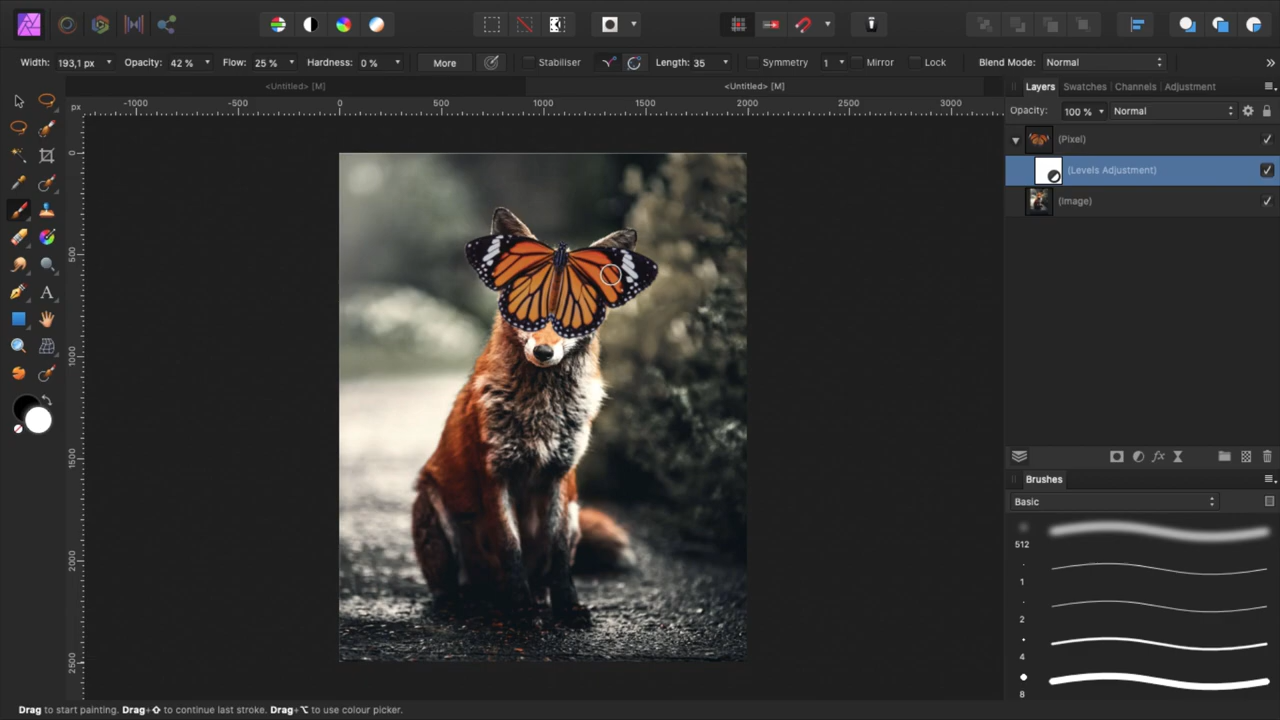 Width: 193,1 px Opacity: 42 % Flow: 25 % Hardness: 0 % More Stabiliser Length: 35 Symmetry 1 Mirror Lock Blend Mode: Normal »
<Untitled> [M] <Untitled> [M]
px -1000 -500 0 500 1000 1500 2000 2500 3000
0
500
1000
1500
2000
2500
A
Layers Swatches Channels Adjustment
Opacity: 100 % Normal
(Pixel)
(Levels Adjustment)
(Image)
fx
Brushes
Basic
512
1
2
4
8
Drag to start painting. Drag+⇧ to continue last stroke. Drag+⌥ to use colour picker.